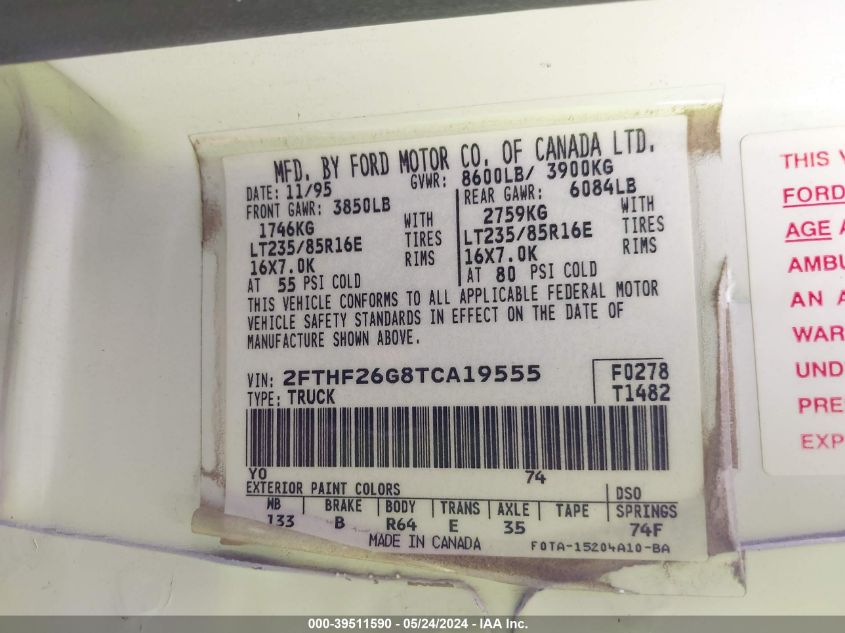 MFD. BY FORD MOTOR CO. OF CANADA LTD.
DATE: 11/95 GVWR: 8600LB/ 3900KG
FRONT GAWR: 3850LB REAR GAWR: 6084LB
1746KG WITH 2759KG WITH
LT235/85R16E TIRES LT235/85R16E TIRES
16X7.0K RIMS 16X7.0K RIMS
AT 55 PSI COLD AT 80 PSI COLD
THIS VEHICLE CONFORMS TO ALL APPLICABLE FEDERAL MOTOR
VEHICLE SAFETY STANDARDS IN EFFECT ON THE DATE OF
MANUFACTURE SHOWN ABOVE.
VIN: 2FTHF26G8TCA19555 F0278
TYPE: TRUCK T1482
YO 74
EXTERIOR PAINT COLORS DSO
WB BRAKE BODY TRANS AXLE TAPE SPRINGS
133 B R64 E 35 74F
MADE IN CANADA F0TA-15204A10-BA
THIS V
FORD
AGE A
AMBU
AN A
WAR
UND
PRE
EXP
000-39511590 - 05/24/2024 - IAA Inc.